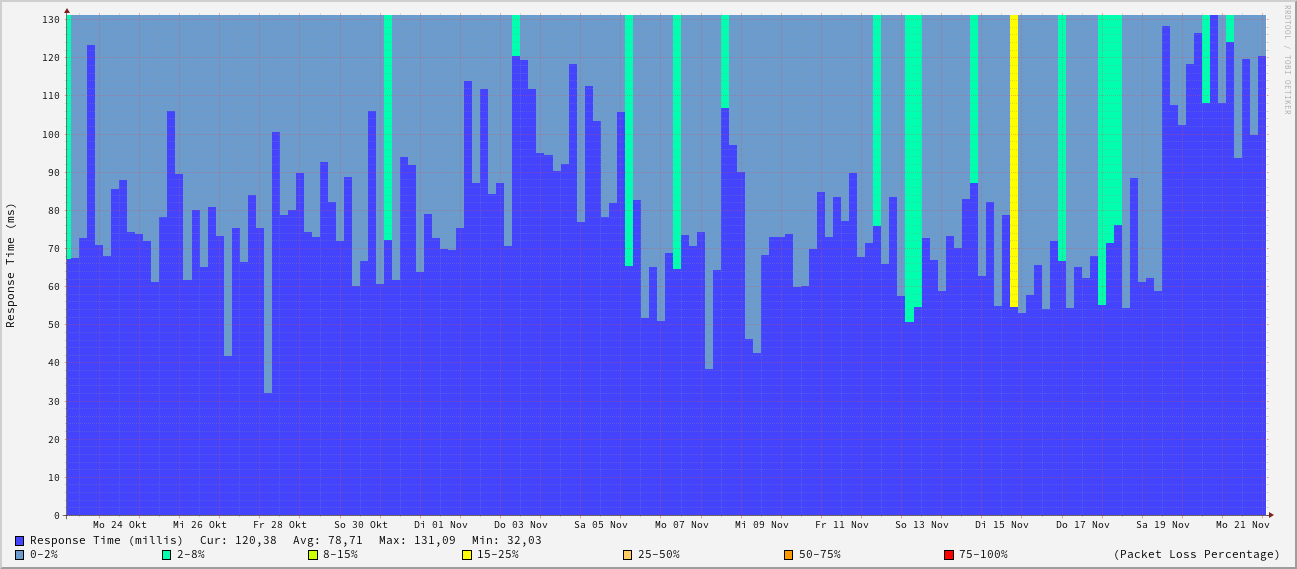 130
120
110
100
90
80
70
60
50
40
30
20
10
0
Response Time (ms)
RRDTOOL / TOBI OETIKER
Mo 24 Okt Mi 26 Okt Fr 28 Okt So 30 Okt Di 01 Nov Do 03 Nov Sa 05 Nov Mo 07 Nov Mi 09 Nov Fr 11 Nov So 13 Nov Di 15 Nov Do 17 Nov Sa 19 Nov Mo 21 Nov
Response Time (millis) Cur: 120,38 Avg: 78,71 Max: 131,09 Min: 32,03
0-2% 2-8% 8-15% 15-25% 25-50% 50-75% 75-100% (Packet Loss Percentage)